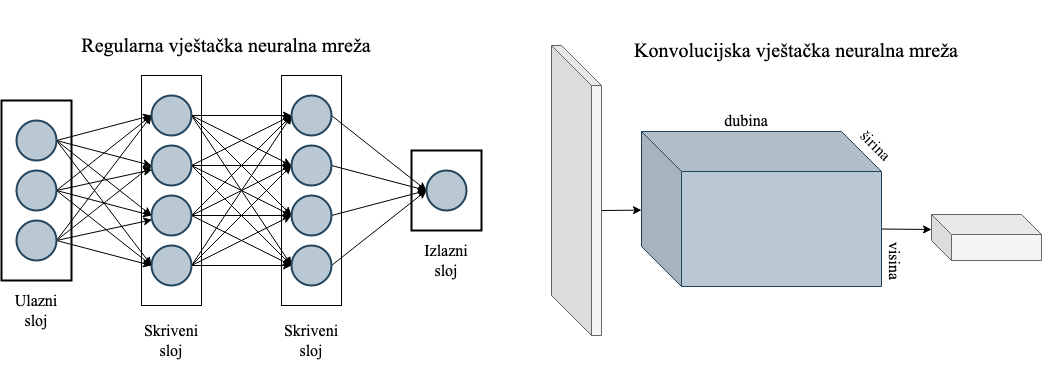 Regularna vještačka neuralna mreža
Ulazni
sloj
Skriveni
sloj
Skriveni
sloj
Izlazni
sloj
Konvolucijska vještačka neuralna mreža
dubina
širina
visina